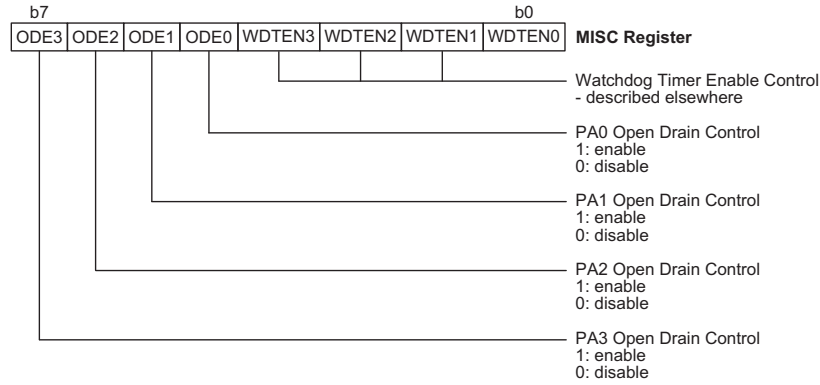 b7 b0
ODE3 ODE2 ODE1 ODE0 WDTEN3 WDTEN2 WDTEN1 WDTEN0 MISC Register
Watchdog Timer Enable Control
- described elsewhere
PA0 Open Drain Control
1: enable
0: disable
PA1 Open Drain Control
1: enable
0: disable
PA2 Open Drain Control
1: enable
0: disable
PA3 Open Drain Control
1: enable
0: disable